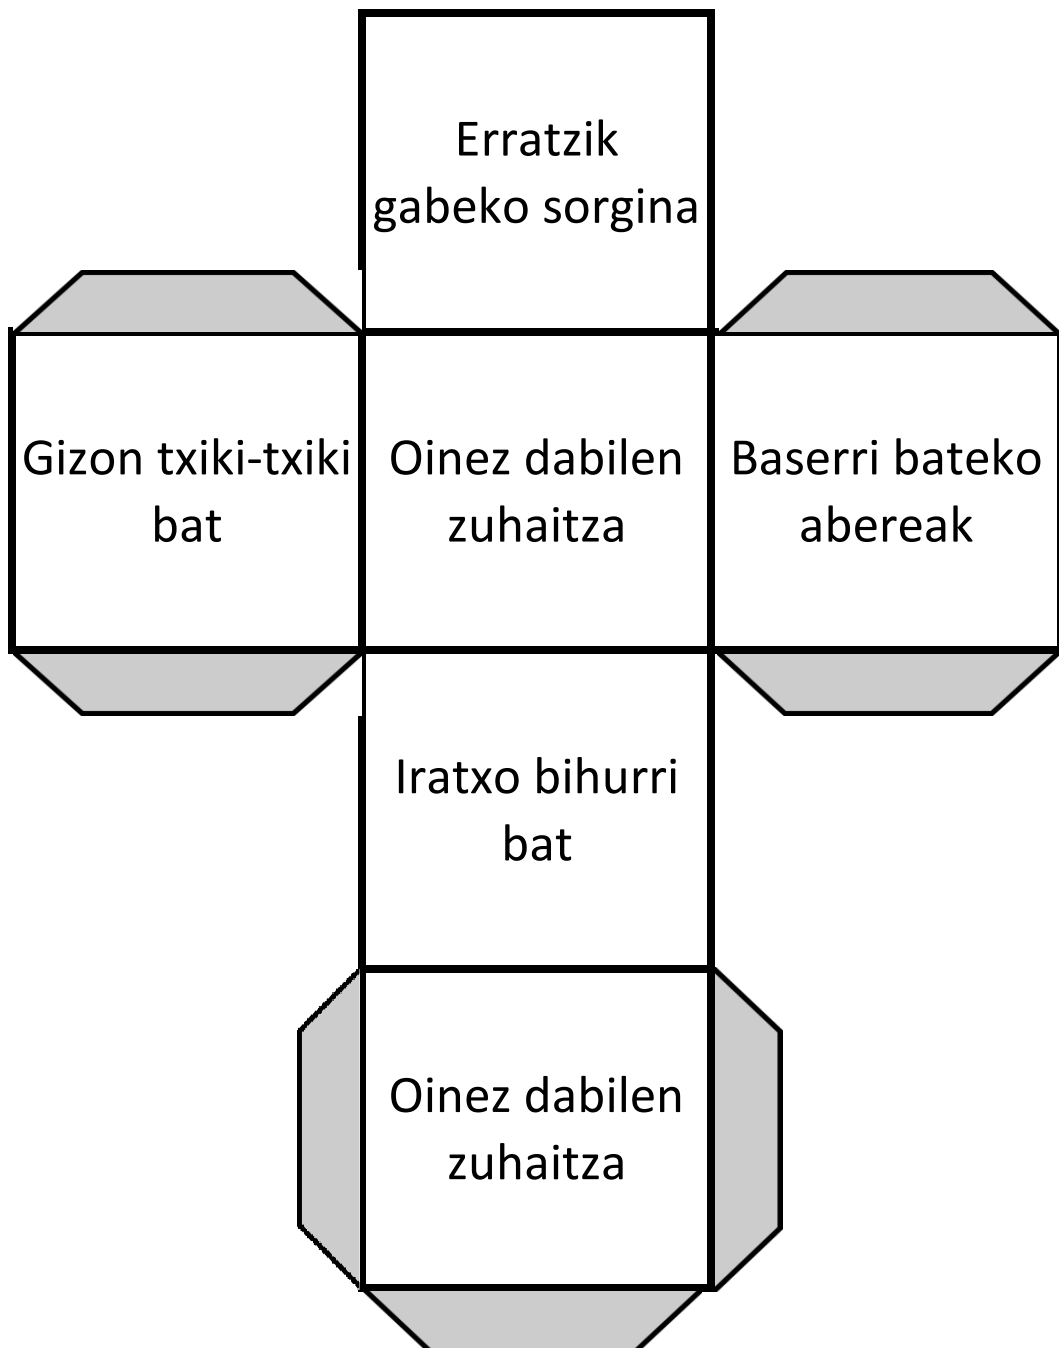 Erratzik
gabeko sorgina
Gizon txiki-txiki
bat
Oinez dabilen
zuhaitza
Baserri bateko
abereak
Iratxo bihurri
bat
Oinez dabilen
zuhaitza